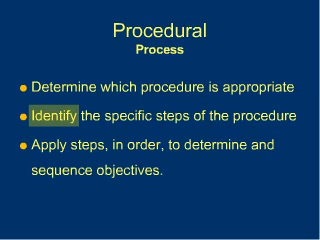 Procedural
Process
Determine which procedure is appropriate
Identify the specific steps of the procedure
Apply steps, in order, to determine and
sequence objectives.